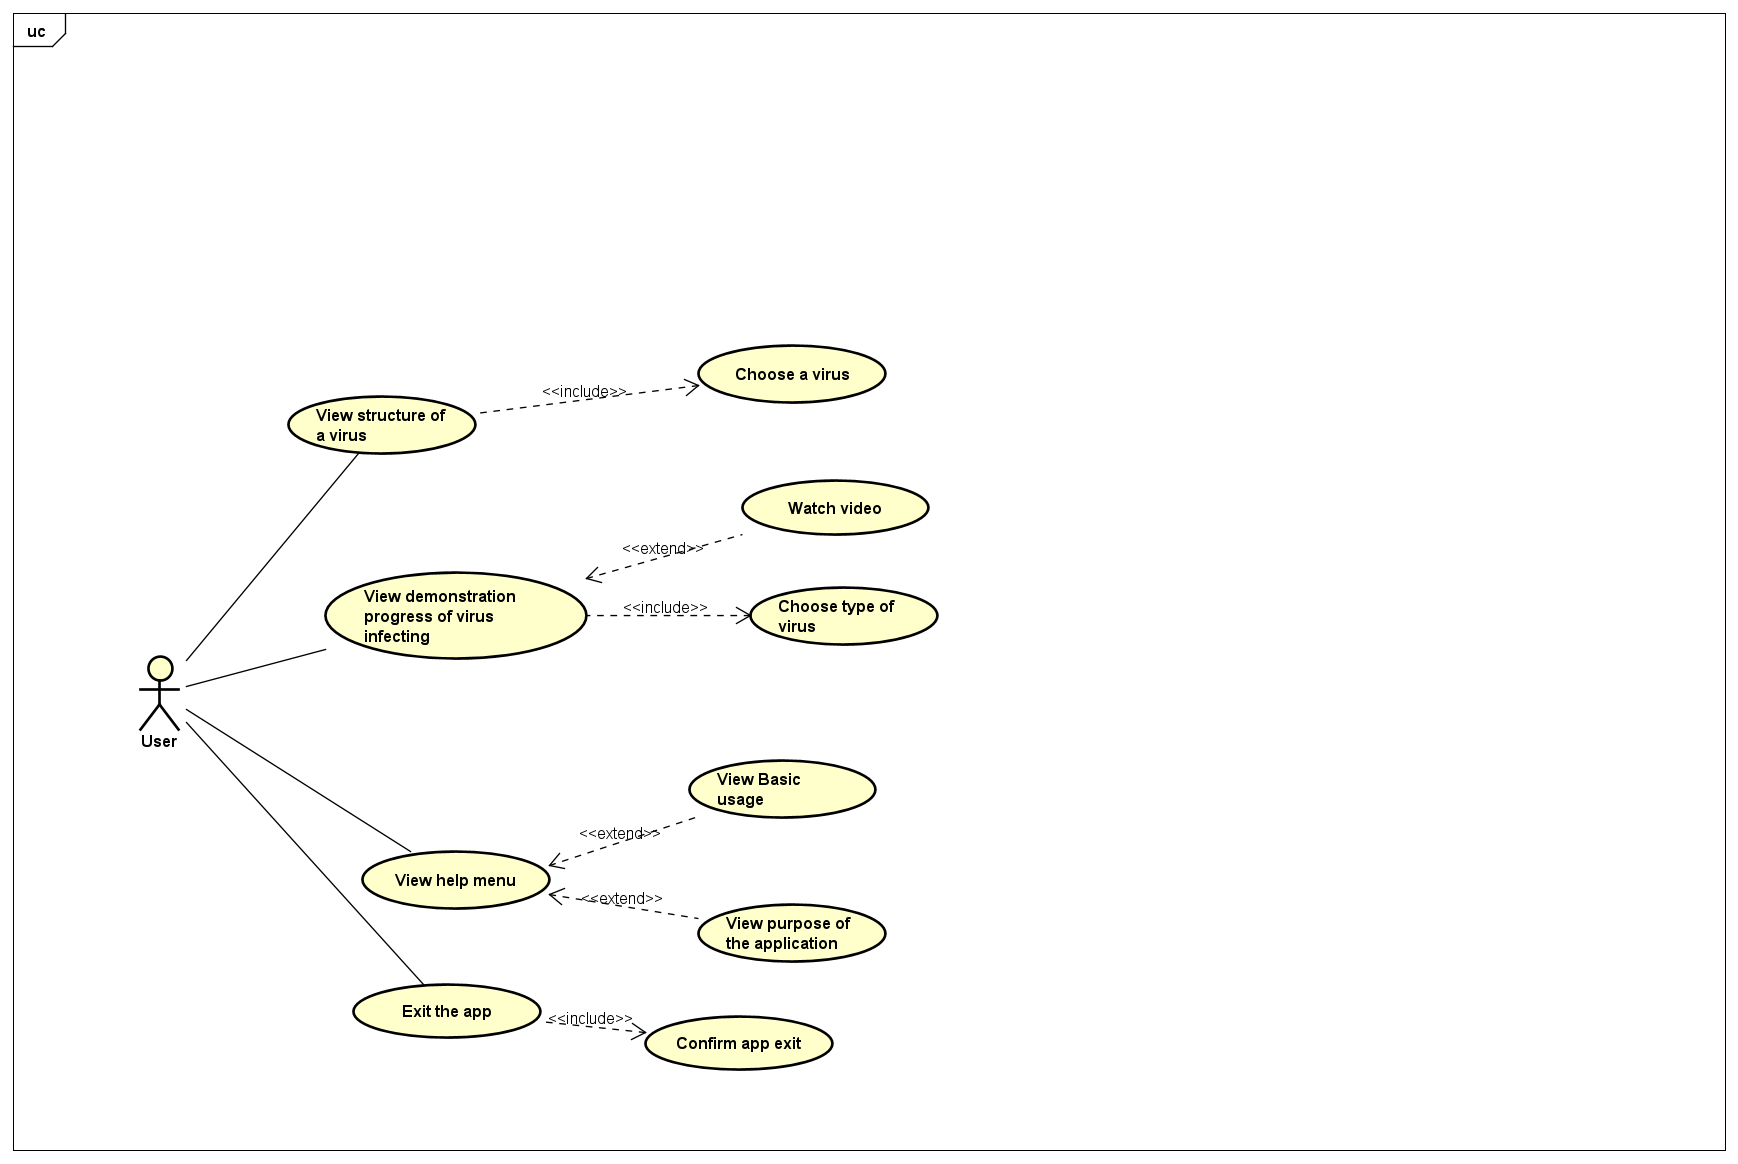 uc
Choose a virus
<<include>>
View structure of
a virus
Watch video
<<extend>>
View demonstration
progress of virus
infecting
<<include>>
Choose type of
virus
User
View Basic
usage
<<extend>>
View help menu
<<extend>>
View purpose of
the application
Exit the app
<<include>>
Confirm app exit